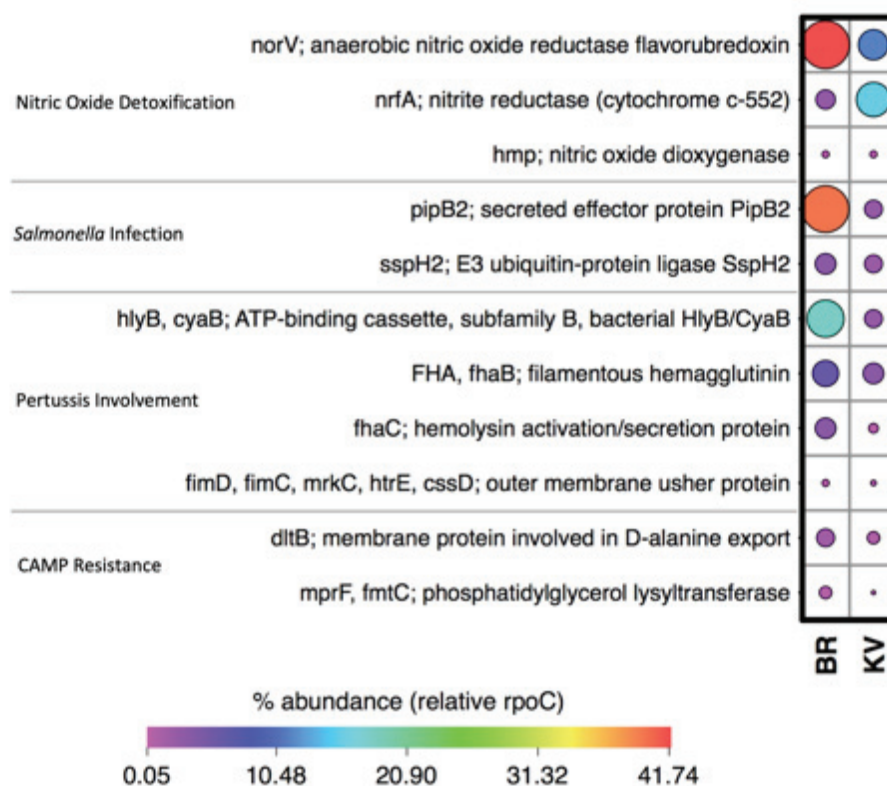 norV; anaerobic nitric oxide reductase flavorubredoxin
Nitric Oxide Detoxification
nrfA; nitrite reductase (cytochrome c-552)
hmp; nitric oxide dioxygenase
pipB2; secreted effector protein PipB2
Salmonella Infection
sspH2; E3 ubiquitin-protein ligase SspH2
hlyB, cyaB; ATP-binding cassette, subfamily B, bacterial HlyB/CyaB
FHA, fhaB; filamentous hemagglutinin
Pertussis Involvement
fhaC; hemolysin activation/secretion protein
fimD, fimC, mrkC, htrE, cssD; outer membrane usher protein
dltB; membrane protein involved in D-alanine export
CAMP Resistance
mprF, fmtC; phosphatidylglycerol lysyltransferase
BR KV
% abundance (relative rpoC)
0.05 10.48 20.90 31.32 41.74